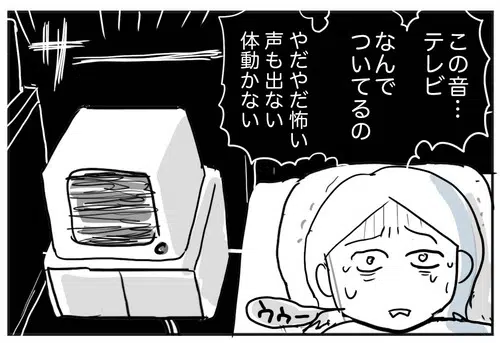 この音…
テレビ
なんで
ついてるの
やだやだ怖い
声も出ない
体動かない
ウゥー